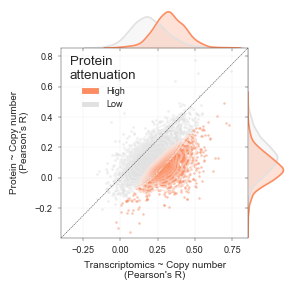 Protein
attenuation
High
Low
Protein ~ Copy number
(Pearson's R)
0.8
0.6
0.4
0.2
0.0
−0.2
−0.25
0.00
0.25
0.50
0.75
Transcriptomics ~ Copy number
(Pearson's R)